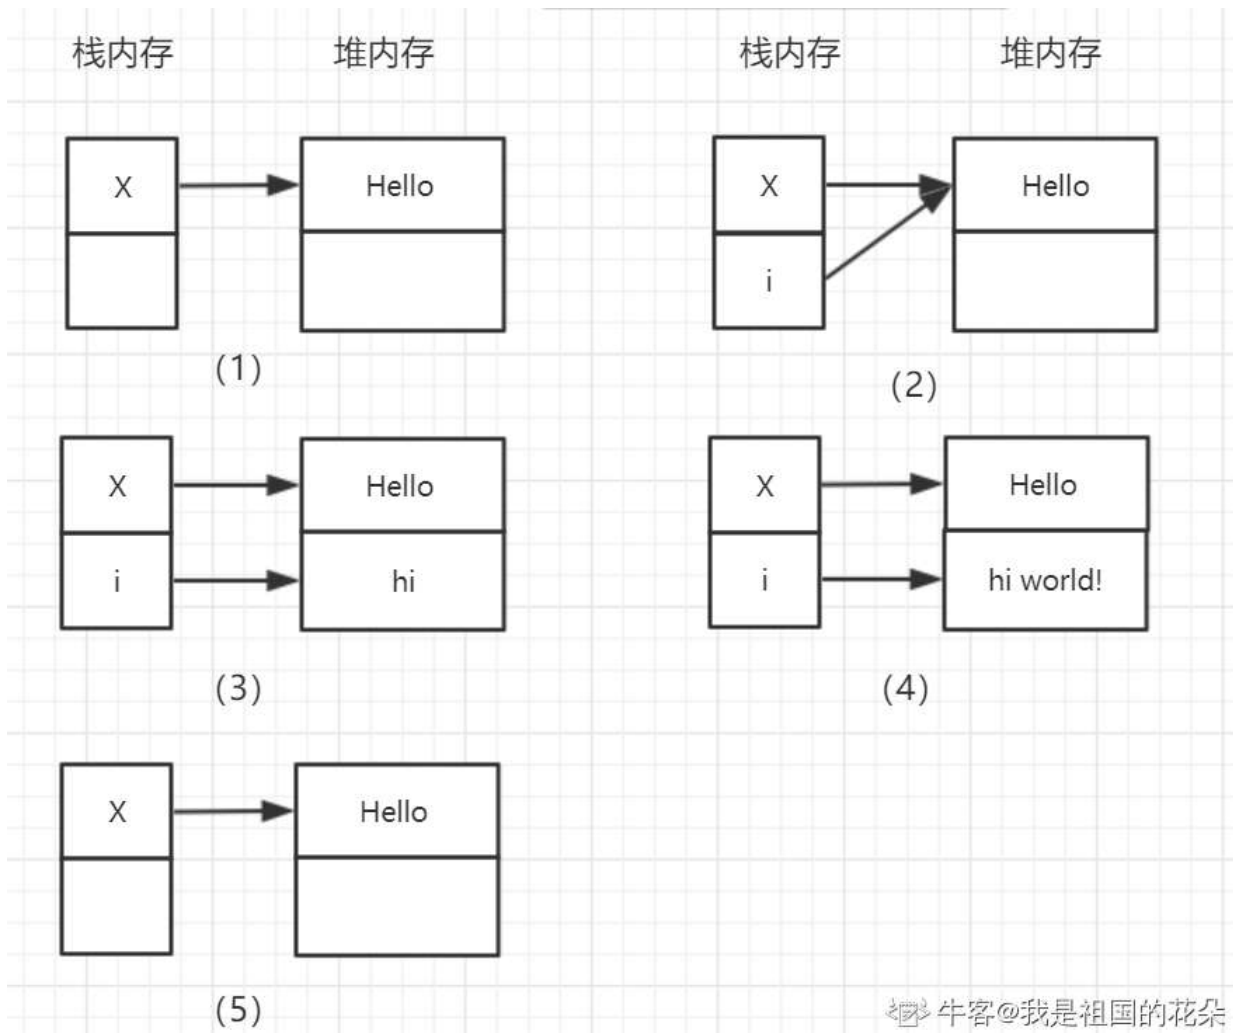 栈内存 堆内存 栈内存 堆内存
X Hello X Hello
i
(1) (2)
X Hello X Hello
i hi i hi world!
(3) (4)
X Hello
(5)
牛客@我是祖国的花朵